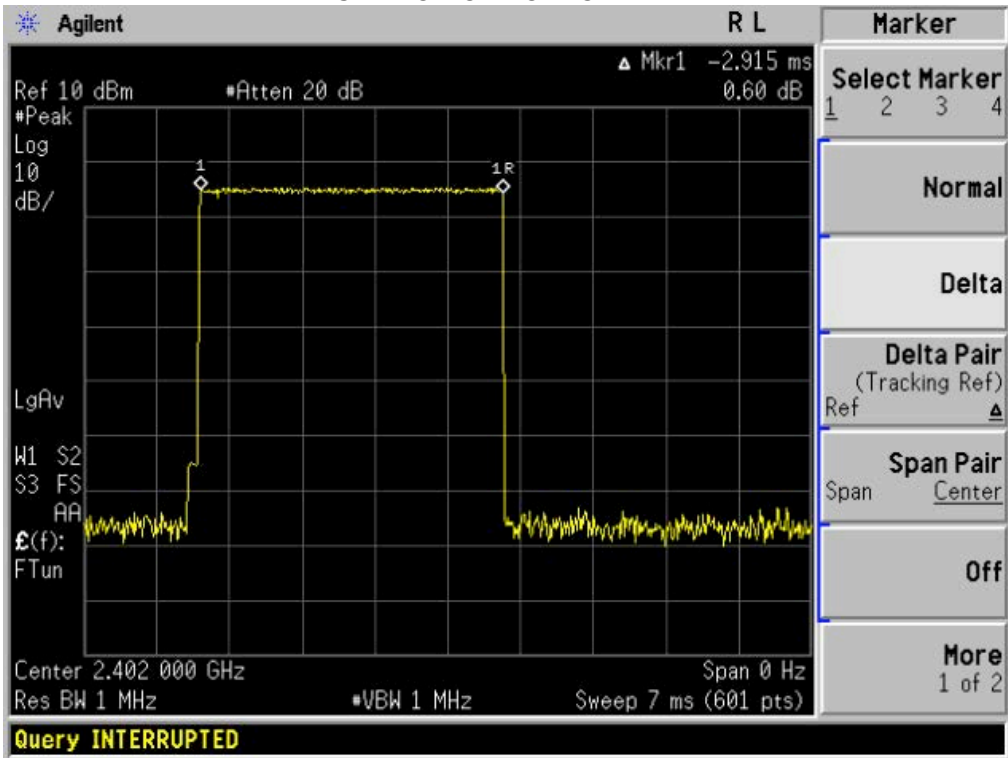 Agilent
R L
Marker
Δ Mkr1 -2.915 ms
Ref 10 dBm #Atten 20 dB 0.60 dB
#Peak
Log
10
dB/
1
1R
LgAv
W1 S2
S3 FS
AA
£(f):
FTun
Center 2.402 000 GHz Span 0 Hz
Res BW 1 MHz #VBW 1 MHz Sweep 7 ms (601 pts)
Query INTERRUPTED
Select Marker
1 2 3 4
Normal
Delta
Delta Pair
(Tracking Ref)
Ref Δ
Span Pair
Span Center
Off
More
1 of 2